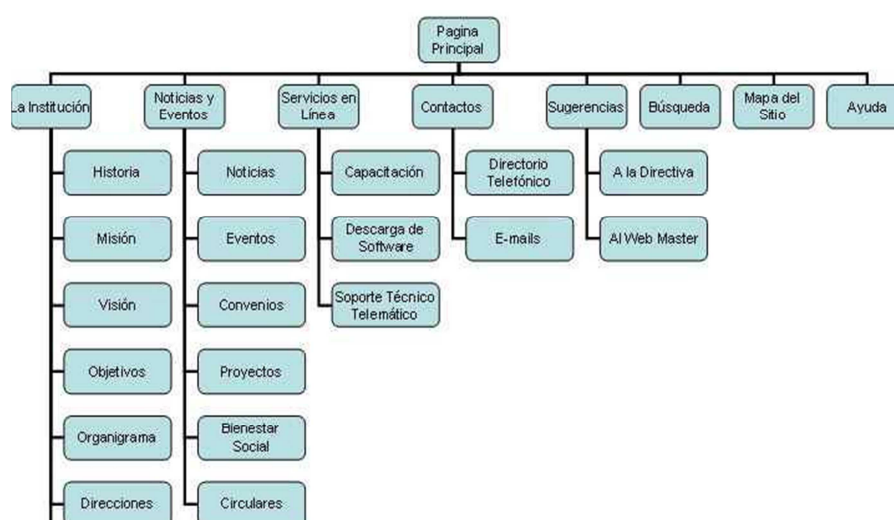 Pagina
Principal
La Institución
Noticias y
Eventos
Servicios en
Línea
Contactos
Sugerencias
Búsqueda
Mapa del
Sitio
Ayuda
Historia
Misión
Visión
Objetivos
Organigrama
Direcciones
Noticias
Eventos
Convenios
Proyectos
Bienestar
Social
Circulares
Capacitación
Descarga de
Software
Soporte Técnico
Telemático
Directorio
Telefónico
E-mails
A la Directiva
Al Web Master